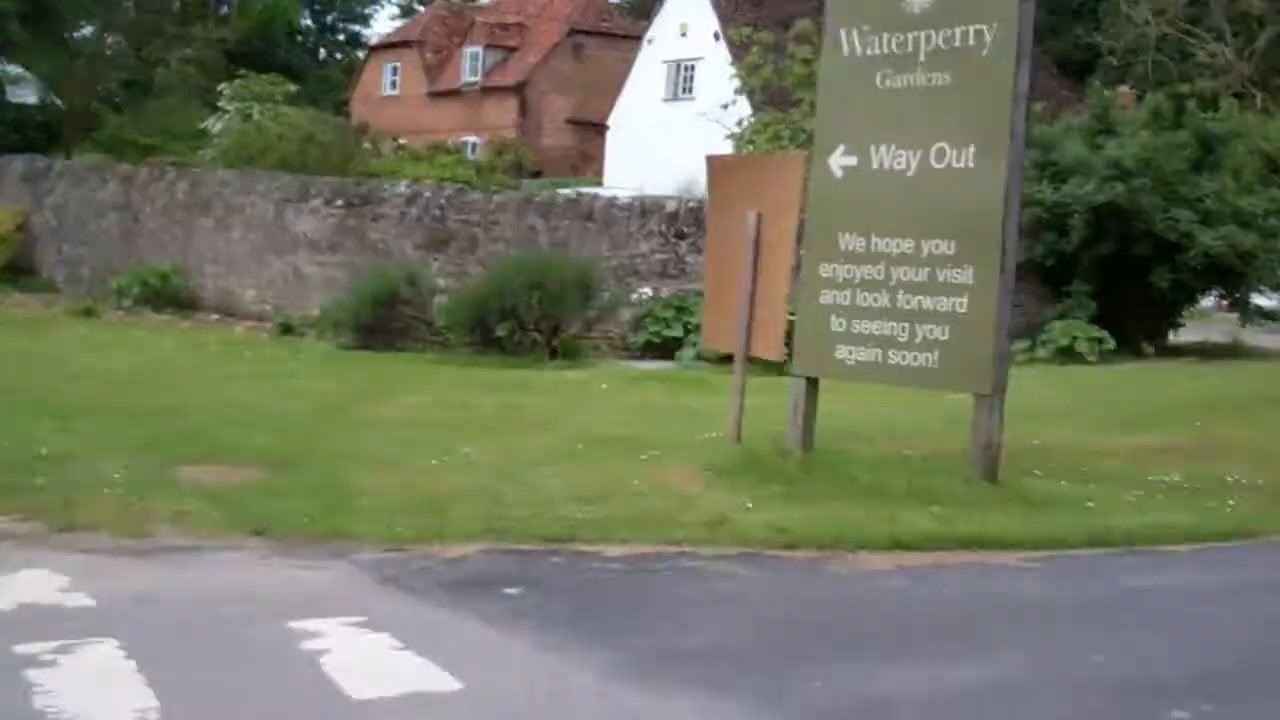 Waterperry
Gardens
← Way Out
We hope you
enjoyed your visit
and look forward
to seeing you
again soon!